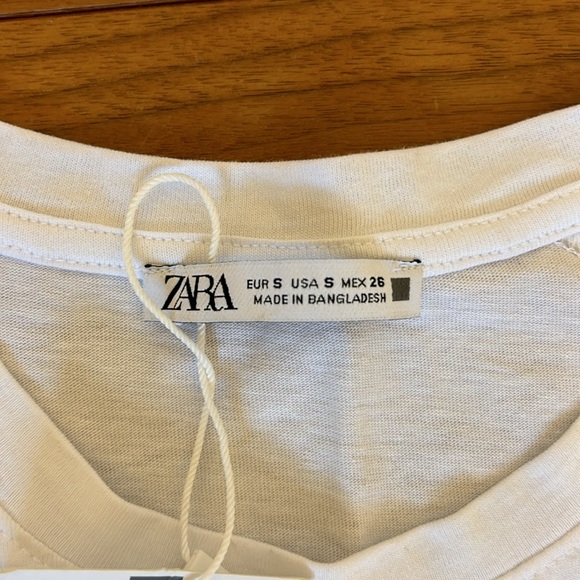 ZARA
EUR S USA S MEX 26
MADE IN BANGLADESH